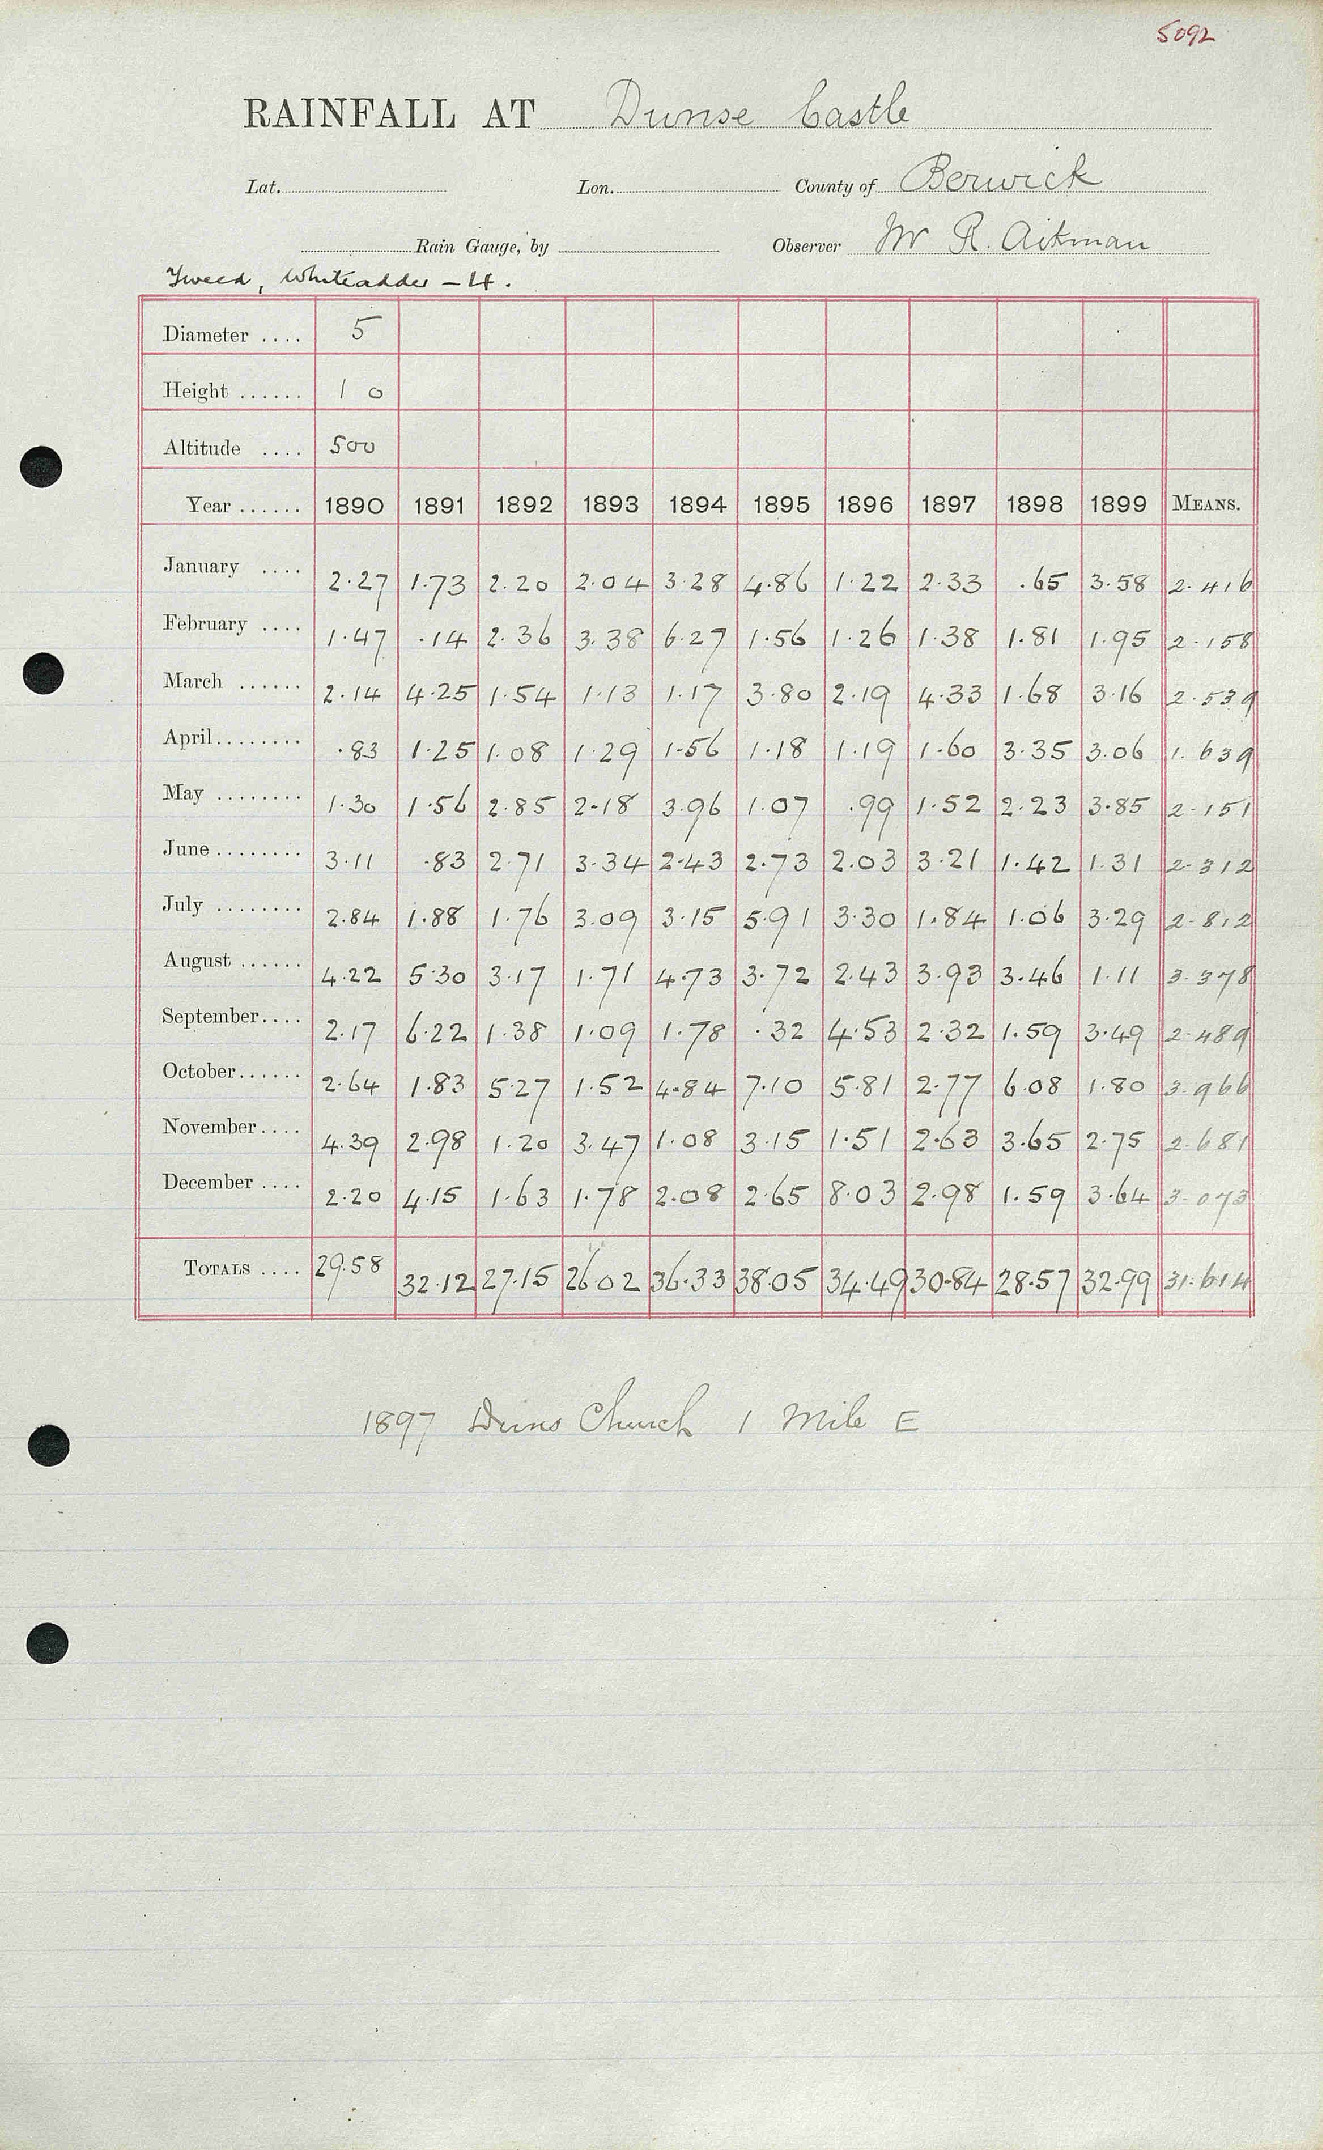 5092
RAINFALL AT Dunse Castle
Lat. Lon. County of Berwick
Rain Gauge, by Observer Mr R. Aitman
Tweed, Whiteadder - 4.
Diameter .... 5
Height ...... 1 0
Altitude .... 500
Year ...... 1890 1891 1892 1893 1894 1895 1896 1897 1898 1899 MEANS.
January .... 2.27 1.73 2.20 2.04 3.28 4.86 1.22 2.33 .65 3.58 2.416
February .... 1.47 .14 2.36 3.38 6.27 1.56 1.26 1.38 1.81 1.95 2.158
March ...... 2.14 4.25 1.54 1.13 1.17 3.80 2.19 4.33 1.68 3.16 2.539
April........ .83 1.25 1.08 1.29 1.56 1.18 1.19 1.60 3.35 3.06 1.639
May ........ 1.30 1.56 2.85 2.18 3.96 1.07 .99 1.52 2.23 3.85 2.151
June........ 3.11 .83 2.71 3.34 2.43 2.73 2.03 3.21 1.42 1.31 2.312
July ........ 2.84 1.88 1.76 3.09 3.15 5.91 3.30 1.84 1.06 3.29 2.812
August ...... 4.22 5.30 3.17 1.71 4.73 3.72 2.43 3.93 3.46 1.11 3.378
September.... 2.17 6.22 1.38 1.09 1.78 .32 4.53 2.32 1.59 3.49 2.489
October...... 2.64 1.83 5.27 1.52 4.84 7.10 5.81 2.77 6.08 1.80 3.966
November.... 4.39 2.98 1.20 3.47 1.08 3.15 1.51 2.63 3.65 2.75 2.681
December .... 2.20 4.15 1.63 1.78 2.08 2.65 8.03 2.98 1.59 3.64 3.073
TOTALS .... 29.58 32.12 27.15 26 02 36.33 38.05 34.49 30.84 28.57 32.99 31.614
1897 Duns Church 1 Mile E